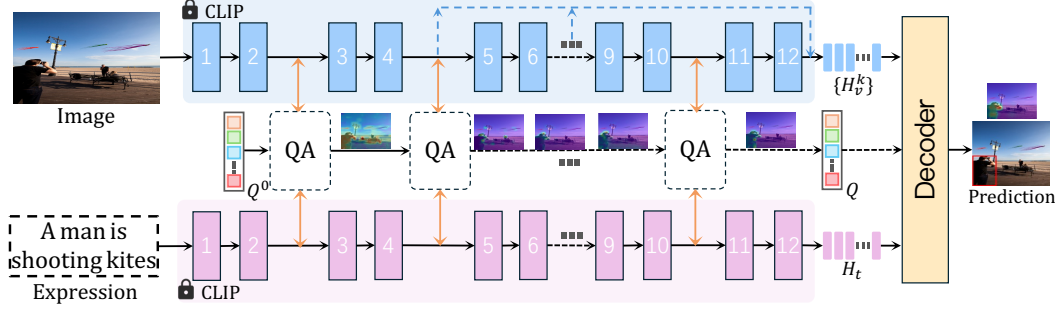 CLIP
1 2 3 4 5 6 9 10 11 12
Image
{H_v^k}
QA QA QA
Q^0
Q
Decoder
Prediction
A man is
shooting kites
Expression
1 2 3 4 5 6 9 10 11 12
H_t
CLIP